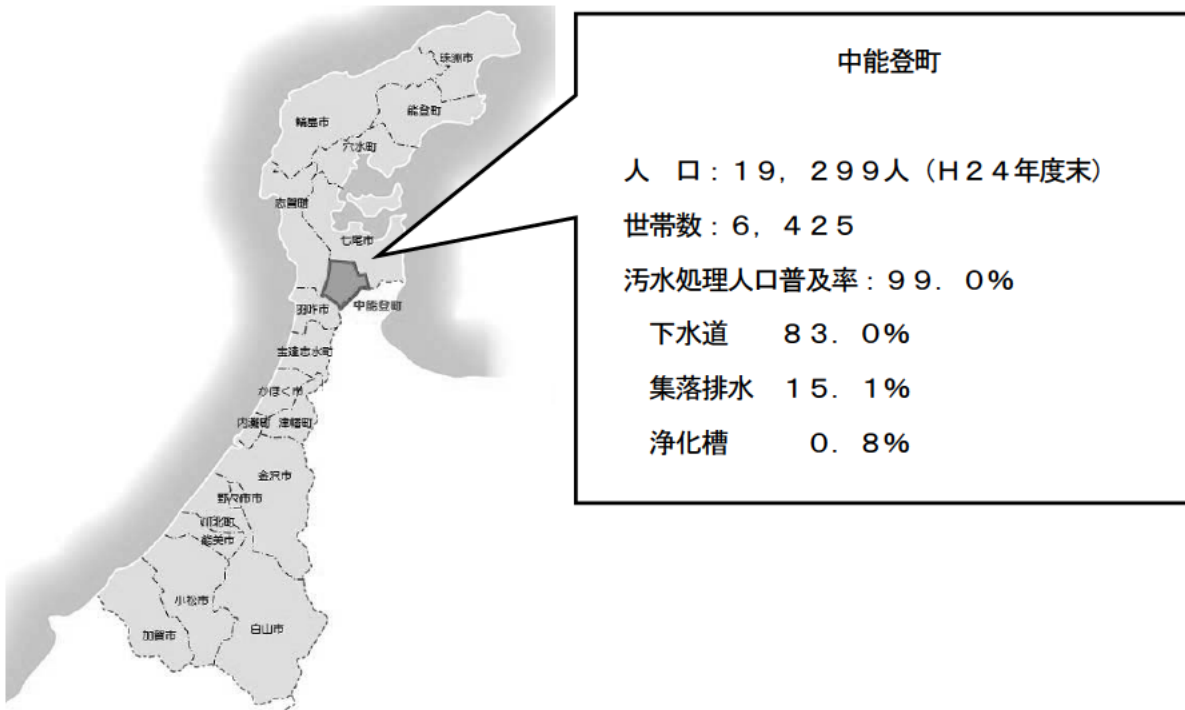 珠洲市
能登町
輪島市
穴水町
志賀町
七尾市
中能登町
羽咋市
宝達志水町
かほく市
内灘町
津幡町
金沢市
野々市市
川北町
能美市
小松市
加賀市
白山市
中能登町
人　口：１９，２９９人（Ｈ２４年度末）
世帯数：６，４２５
汚水処理人口普及率：９９．０％
下水道　　８３．０％
集落排水　１５．１％
浄化槽　　　０．８％